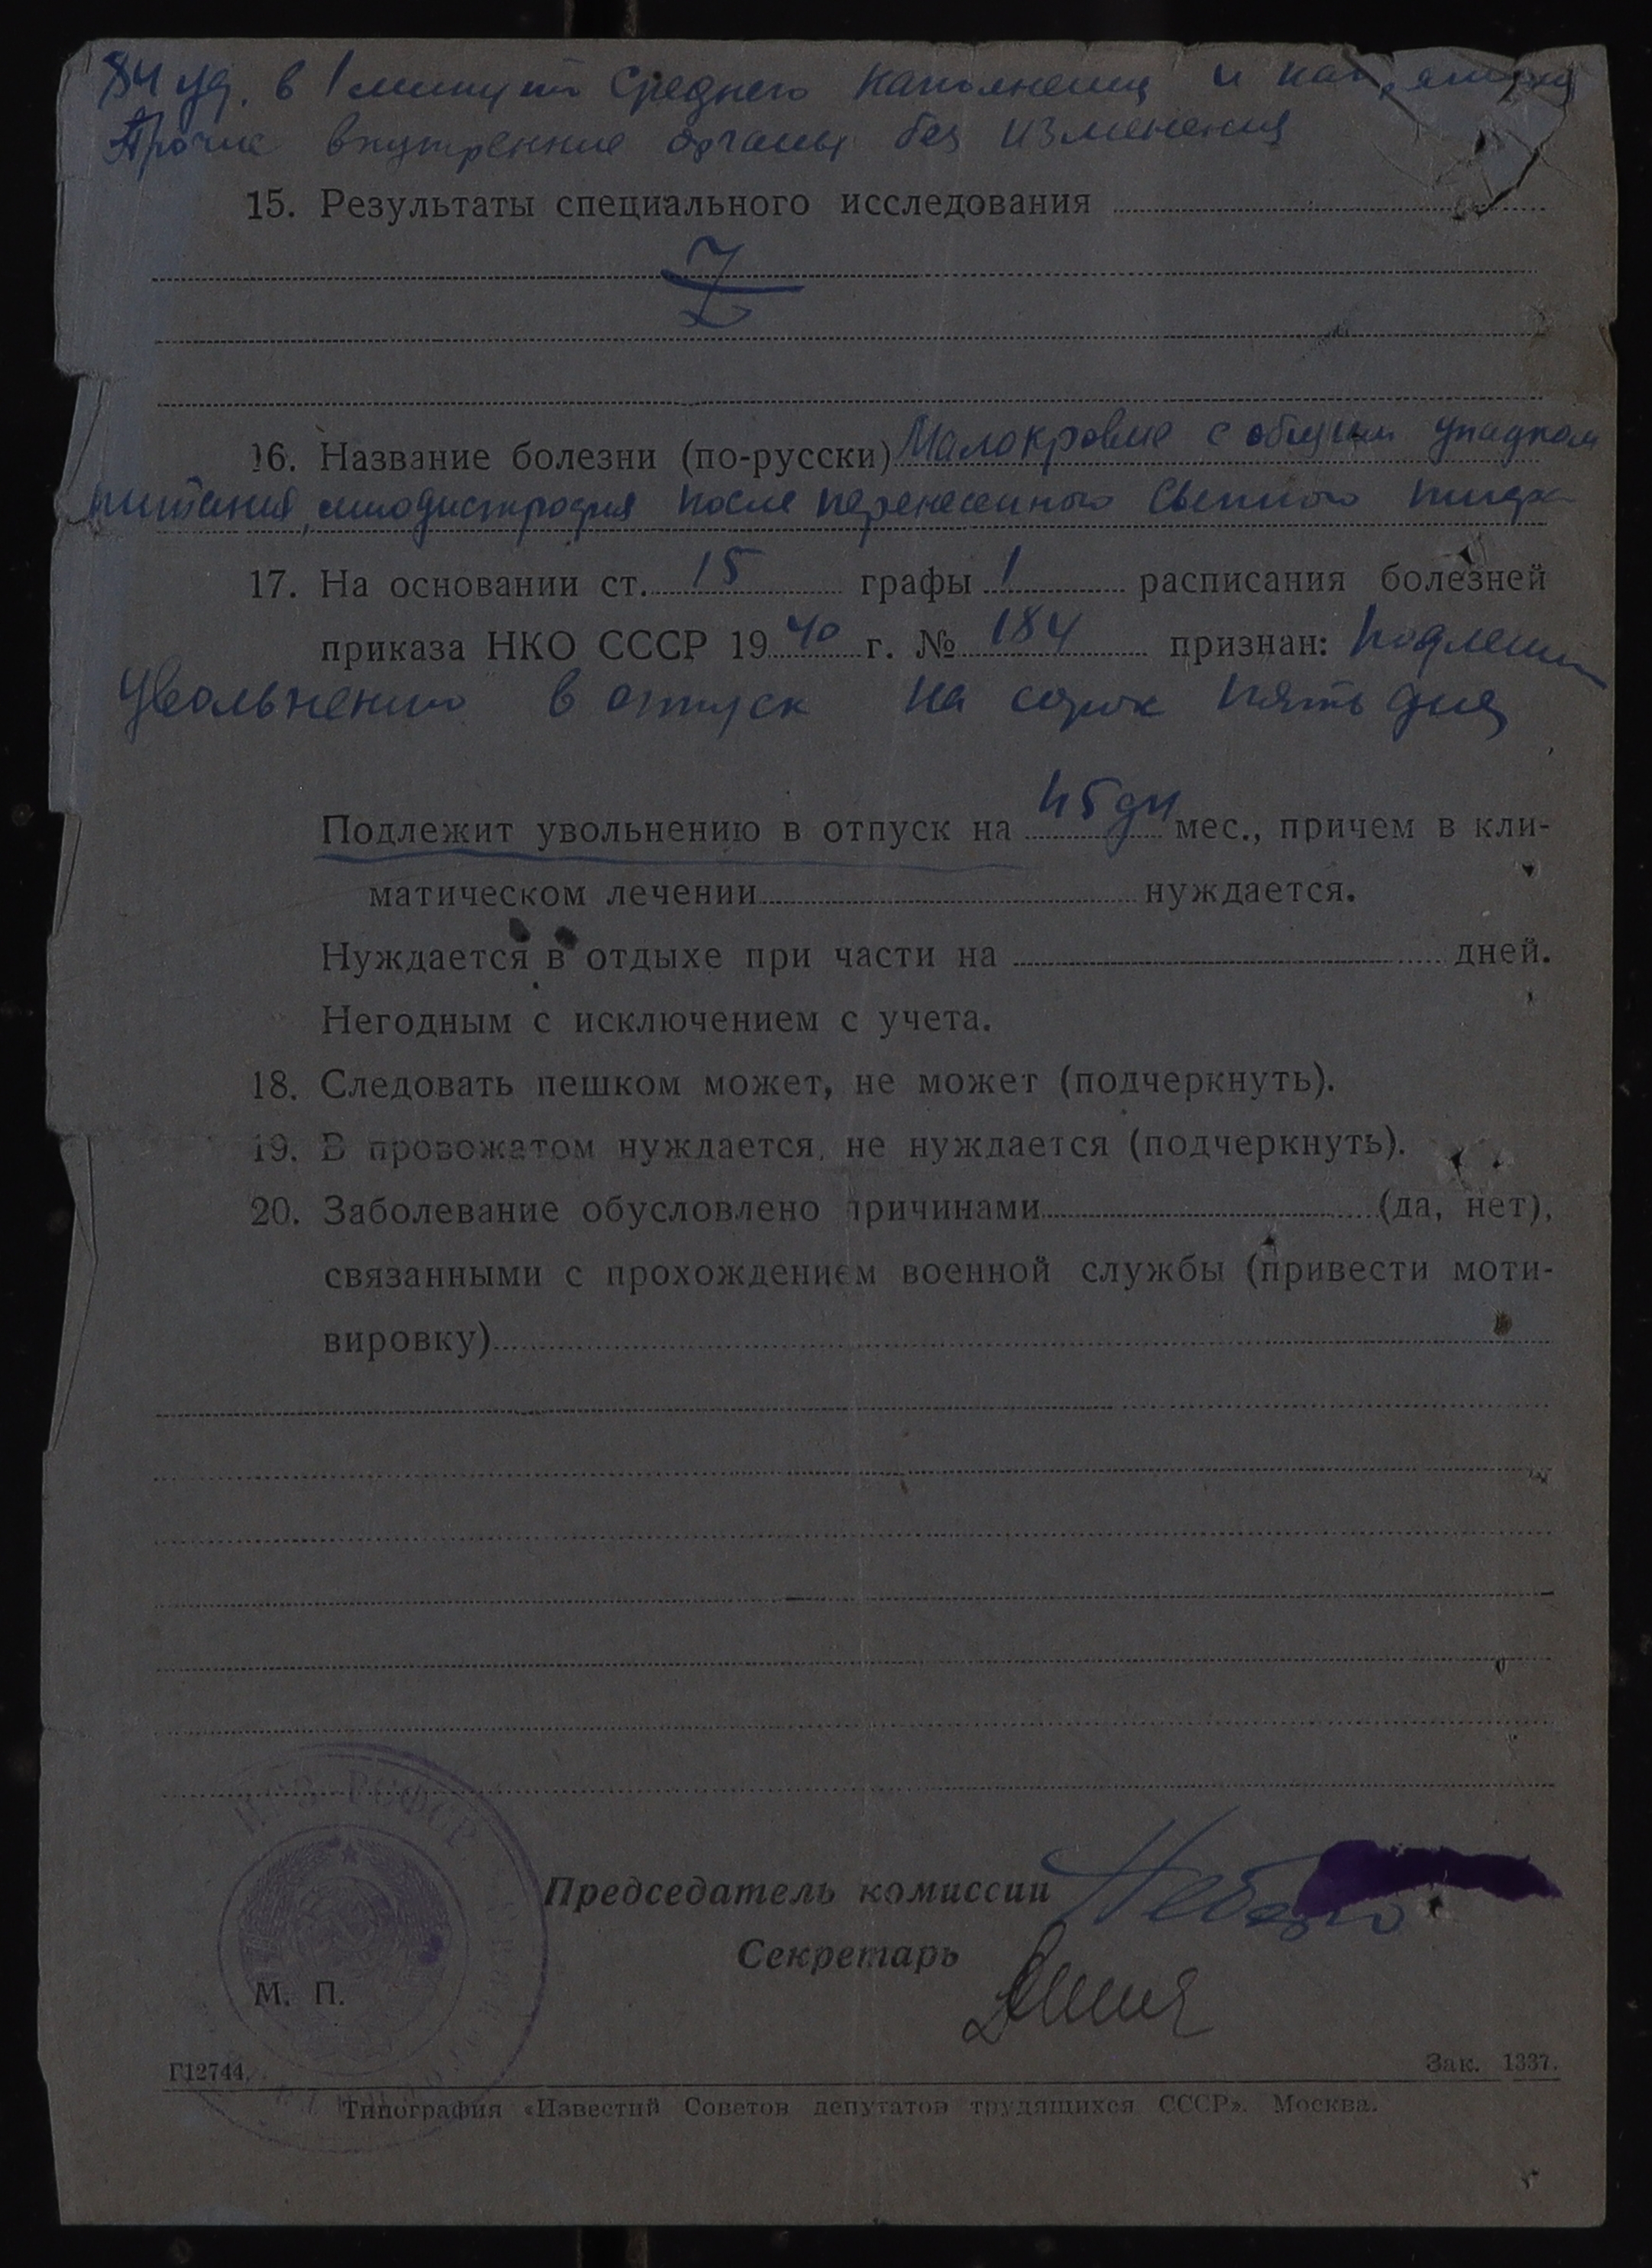 84 уд. в 1 минуту среднего наполнения и напряжения
Прочие внутренние органы без изменения
15. Результаты специального исследования
Z
16. Название болезни (по-русски) Малокровие с общим упадком
питания, миодистрофия после перенесенного сыпного тифа
17. На основании ст. 15 графы 1 расписания болезней
приказа НКО СССР 1940 г. № 184 признан: подлежит
увольнению в отпуск на сорок пять дня
Подлежит увольнению в отпуск на 45 дн мес., причем в кли-
матическом лечении нуждается.
Нуждается в отдыхе при части на дней.
Негодным с исключением с учета.
18. Следовать пешком может, не может (подчеркнуть).
19. В провожатом нуждается, не нуждается (подчеркнуть).
20. Заболевание обусловлено причинами (да, нет),
связанными с прохождением военной службы (привести моти-
вировку)
НКЗ РСФСР
Председатель комиссии
Секретарь
М. П.
Г12744. Зак. 1337.
Типография «Известий Советов депутатов трудящихся СССР». Москва.